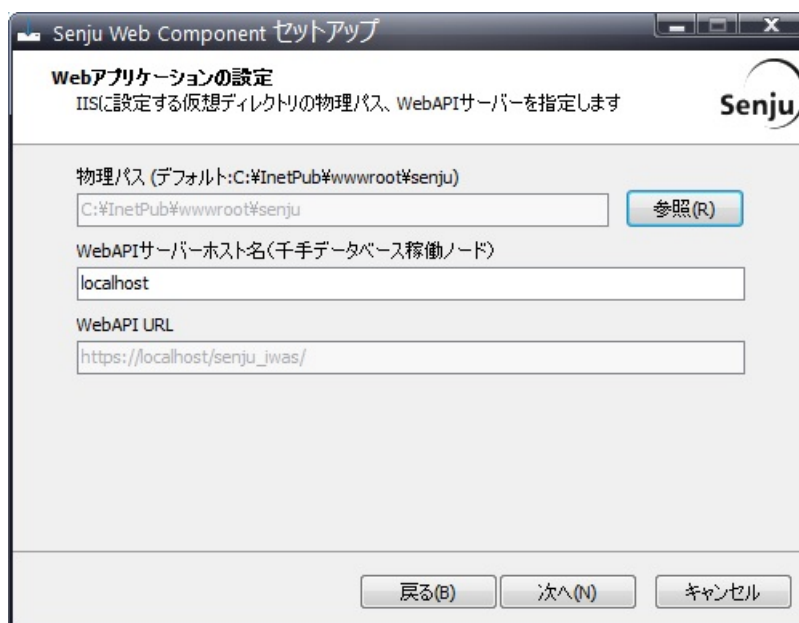 Senju Web Component セットアップ
Webアプリケーションの設定
IISに設定する仮想ディレクトリの物理パス、WebAPIサーバーを指定します
Senju
物理パス (デフォルト:C:¥InetPub¥wwwroot¥senju)
C:¥InetPub¥wwwroot¥senju
参照(R)
WebAPIサーバーホスト名(千手データベース稼働ノード)
localhost
WebAPI URL
https://localhost/senju_iwas/
戻る(B)
次へ(N)
キャンセル